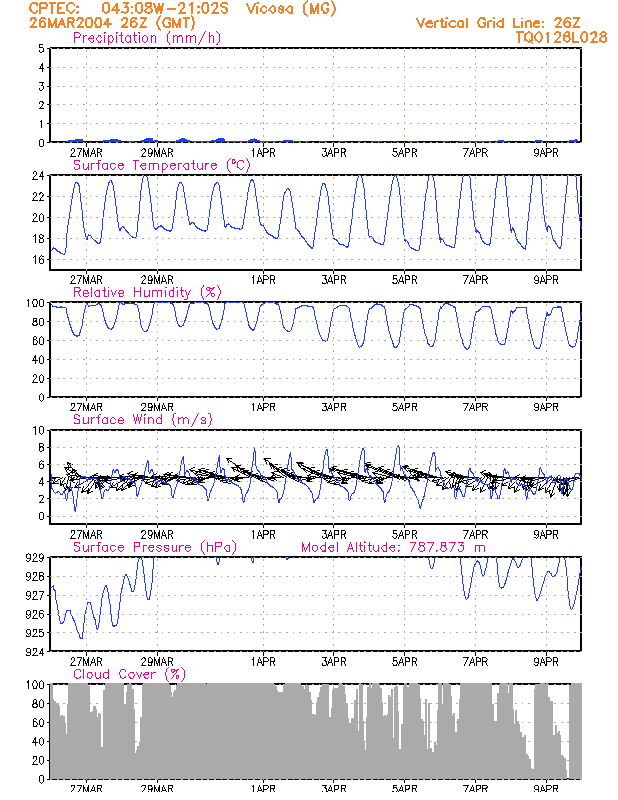 CPTEC: 043:08W-21:02S Vicosa (MG)
26MAR2004 26Z (GMT) Vertical Grid Line: 26Z
Precipitation (mm/h) TQ0126L028
5
4
3
2
1
0
27MAR 29MAR 1APR 3APR 5APR 7APR 9APR
Surface Temperature (°C)
24
22
20
18
16
27MAR 29MAR 1APR 3APR 5APR 7APR 9APR
Relative Humidity (%)
100
80
60
40
20
0
27MAR 29MAR 1APR 3APR 5APR 7APR 9APR
Surface Wind (m/s)
10
8
6
4
2
0
27MAR 29MAR 1APR 3APR 5APR 7APR 9APR
Surface Pressure (hPa) Model Altitude: 787.873 m
929
928
927
926
925
924
27MAR 29MAR 1APR 3APR 5APR 7APR 9APR
Cloud Cover (%)
100
80
60
40
20
0
27MAR 29MAR 1APR 3APR 5APR 7APR 9APR